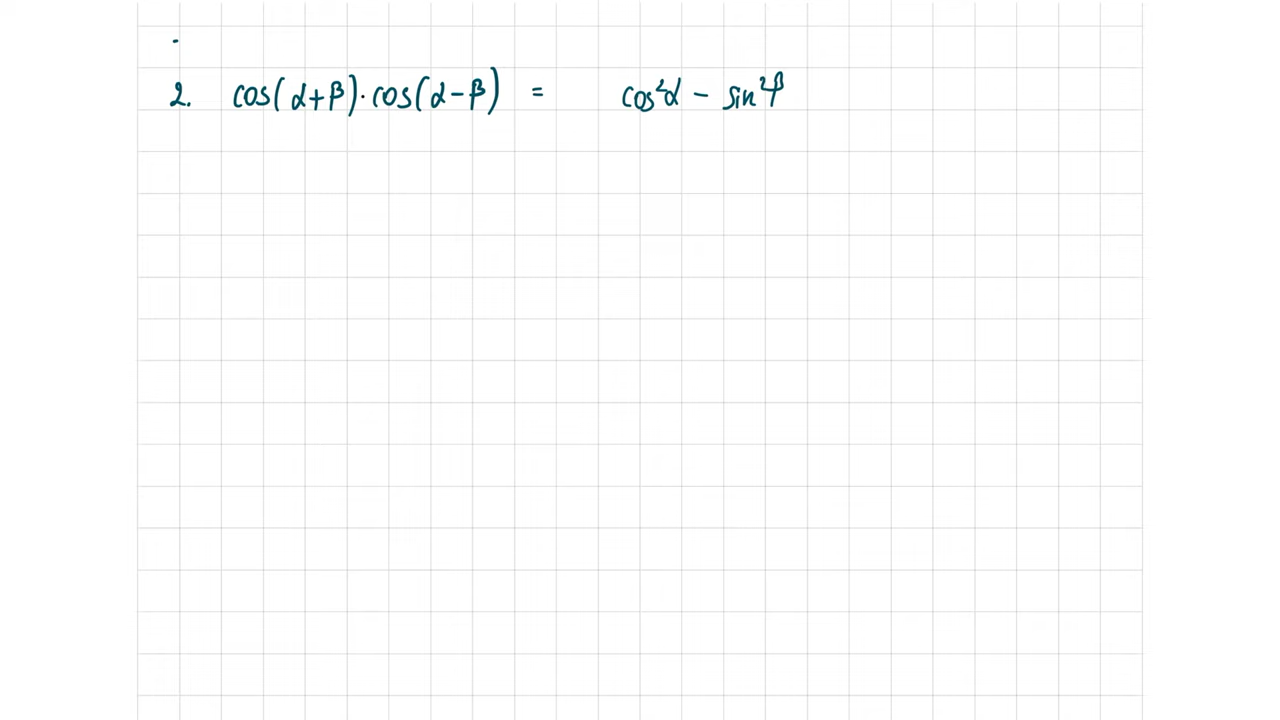 2. cos(α+β)·cos(α-β) = cos²α - sin²β